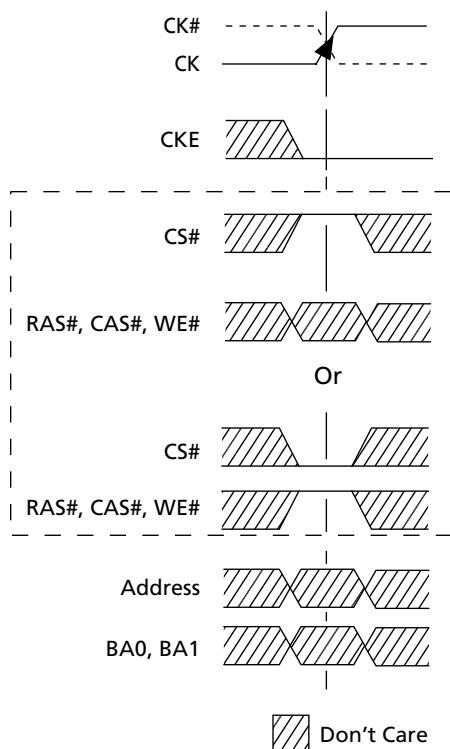 CK#
CK
CKE
CS#
RAS#, CAS#, WE#
Or
CS#
RAS#, CAS#, WE#
Address
BA0, BA1
Don't Care